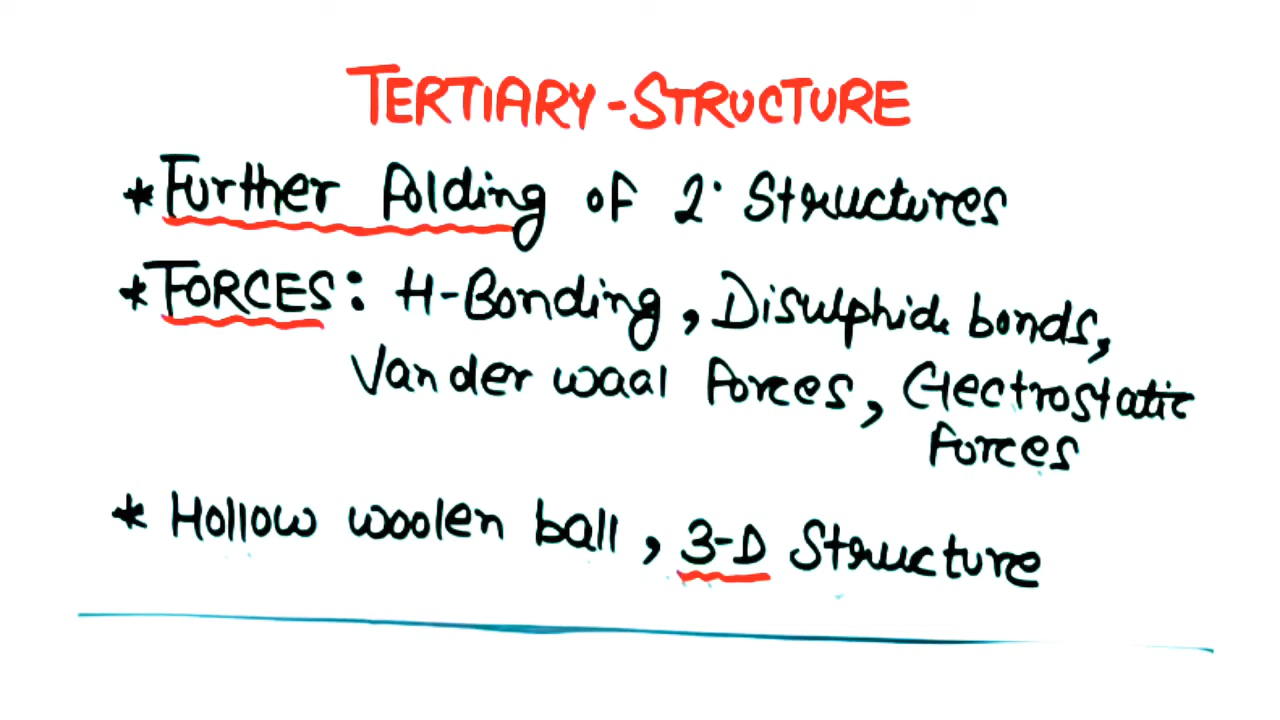 TERTIARY-STRUCTURE
* Further Folding of 2° Structures
* FORCES: H-Bonding, Disulphide bonds,
Vander waal Forces, Electrostatic
Forces
* Hollow woolen ball, 3-D Structure